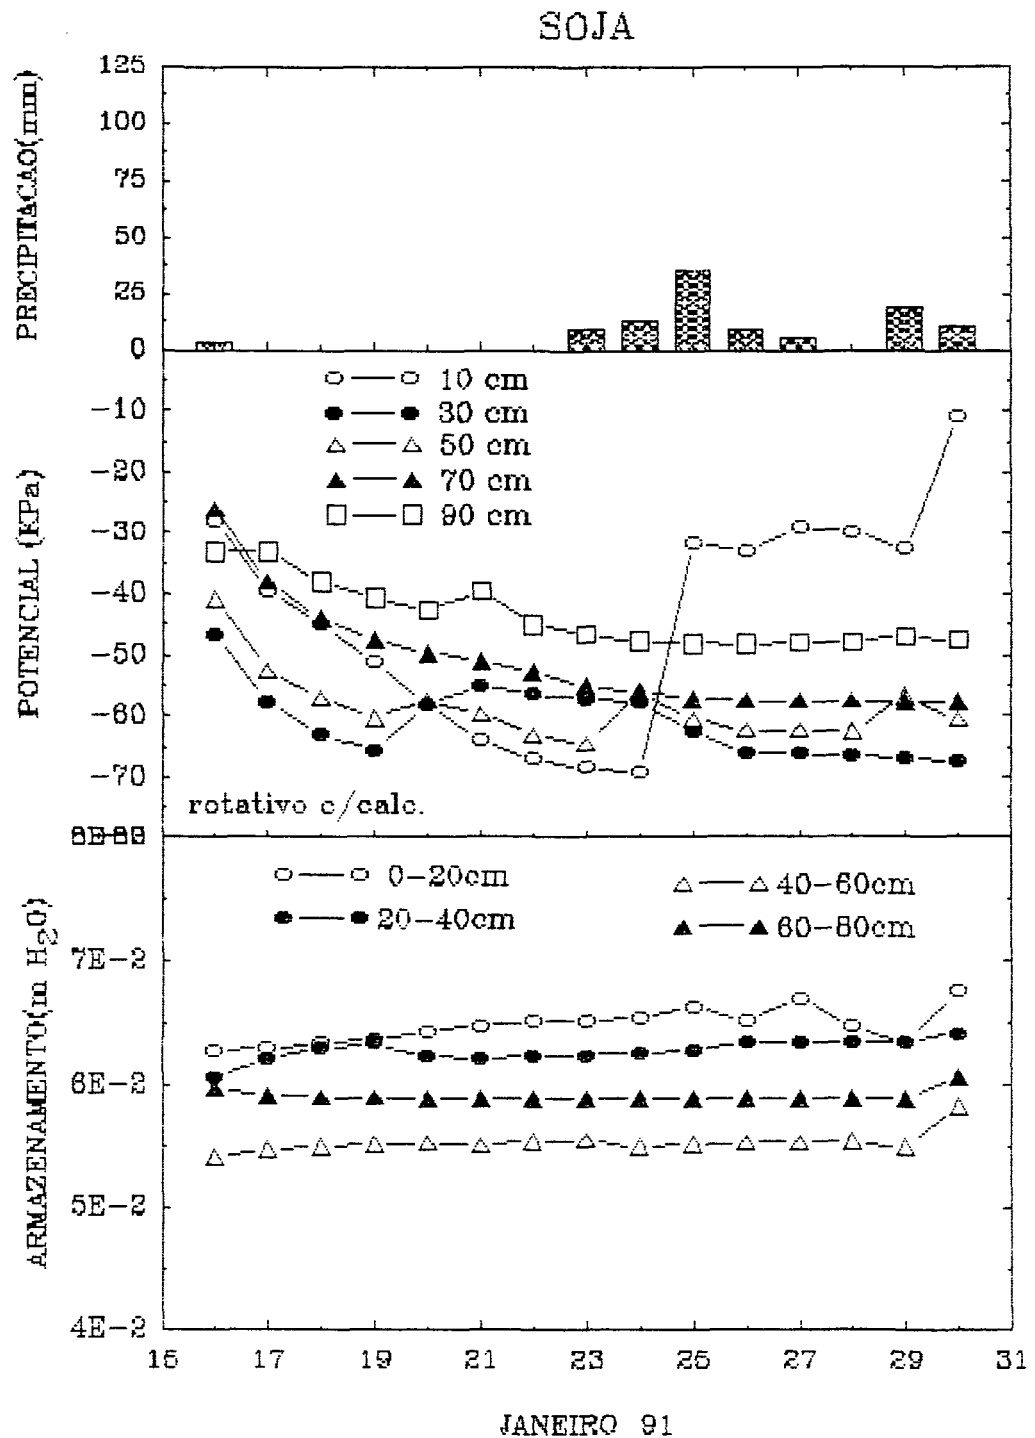 SOJA
PRECIPITACAO(mm)
125
100
75
50
25
0
POTENCIAL (KPa)
-10
-20
-30
-40
-50
-60
-70
10 cm
30 cm
50 cm
70 cm
90 cm
rotativo c/calc.
ARMAZENAMENTO(m H2O)
7E-2
6E-2
5E-2
4E-2
0-20cm
20-40cm
40-60cm
60-80cm
15 17 19 21 23 25 27 29 31
JANEIRO 91